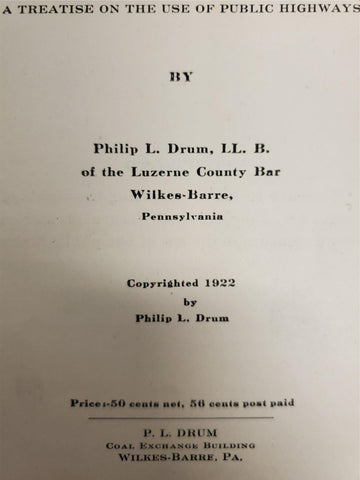 A TREATISE ON THE USE OF PUBLIC HIGHWAYS
BY
Philip L. Drum, LL. B.
of the Luzerne County Bar
Wilkes-Barre,
Pennsylvania
Copyrighted 1922
by
Philip L. Drum
Price:-50 cents net, 56 cents post paid
P. L. DRUM
COAL EXCHANGE BUILDING
WILKES-BARRE, PA.